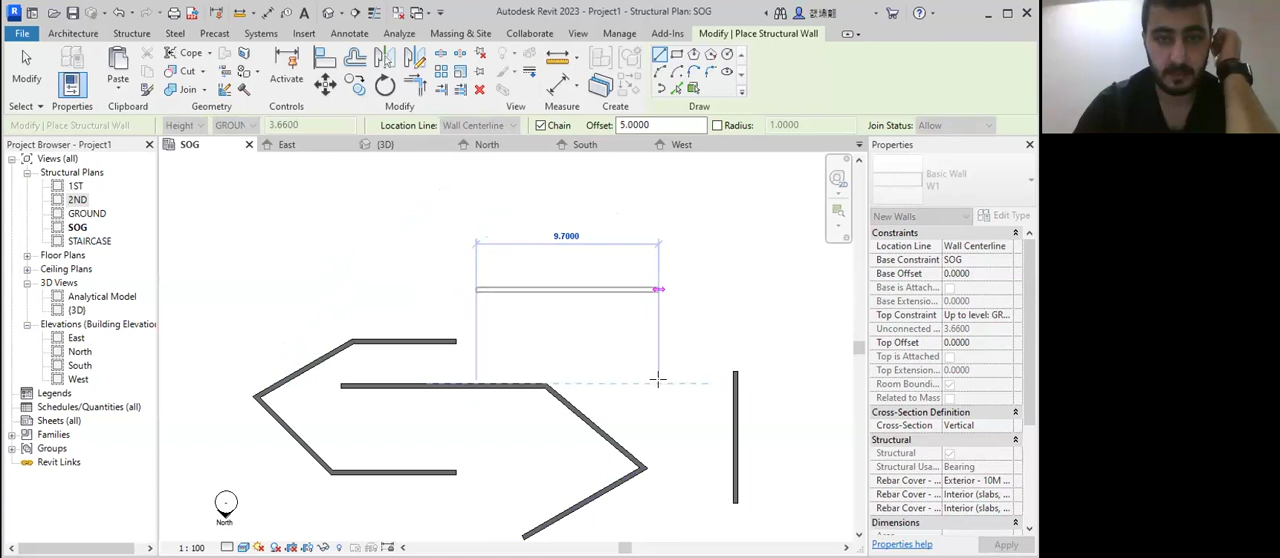 Autodesk Revit 2023 - Project1 - Structural Plan: SOG
File Architecture Structure Steel Precast Systems Insert Annotate Analyze Massing & Site Collaborate View Manage Add-Ins Modify | Place Structural Wall
Modify Paste Cope Cut Join Activate
Select Properties Clipboard Geometry Controls Modify View Measure Create Draw
Modify | Place Structural Wall Height GROUN 3.6600 Location Line: Wall Centerline Chain Offset: 5.0000 Radius: 1.0000 Join Status: Allow
Project Browser - Project1
SOG East {3D} North South West
Properties
Views (all)
Structural Plans
1ST
2ND
GROUND
SOG
STAIRCASE
Floor Plans
Ceiling Plans
3D Views
Analytical Model
{3D}
Elevations (Building Elevation
East
North
South
West
Legends
Schedules/Quantities (all)
Sheets (all)
Families
Groups
Revit Links
9.7000
North
1 : 100
Basic Wall
W1
New Walls Edit Type
Constraints
Location Line Wall Centerline
Base Constraint SOG
Base Offset 0.0000
Base is Attach...
Base Extensio... 0.0000
Top Constraint Up to level: GR...
Unconnected ... 3.6600
Top Offset 0.0000
Top is Attached
Top Extension... 0.0000
Room Boundi...
Related to Mass
Cross-Section Definition
Cross-Section Vertical
Structural
Structural
Structural Usa... Bearing
Rebar Cover - ... Exterior - 10M
Rebar Cover - ... Interior (slabs, ...
Rebar Cover - ... Interior (slabs, ...
Dimensions
Properties help Apply